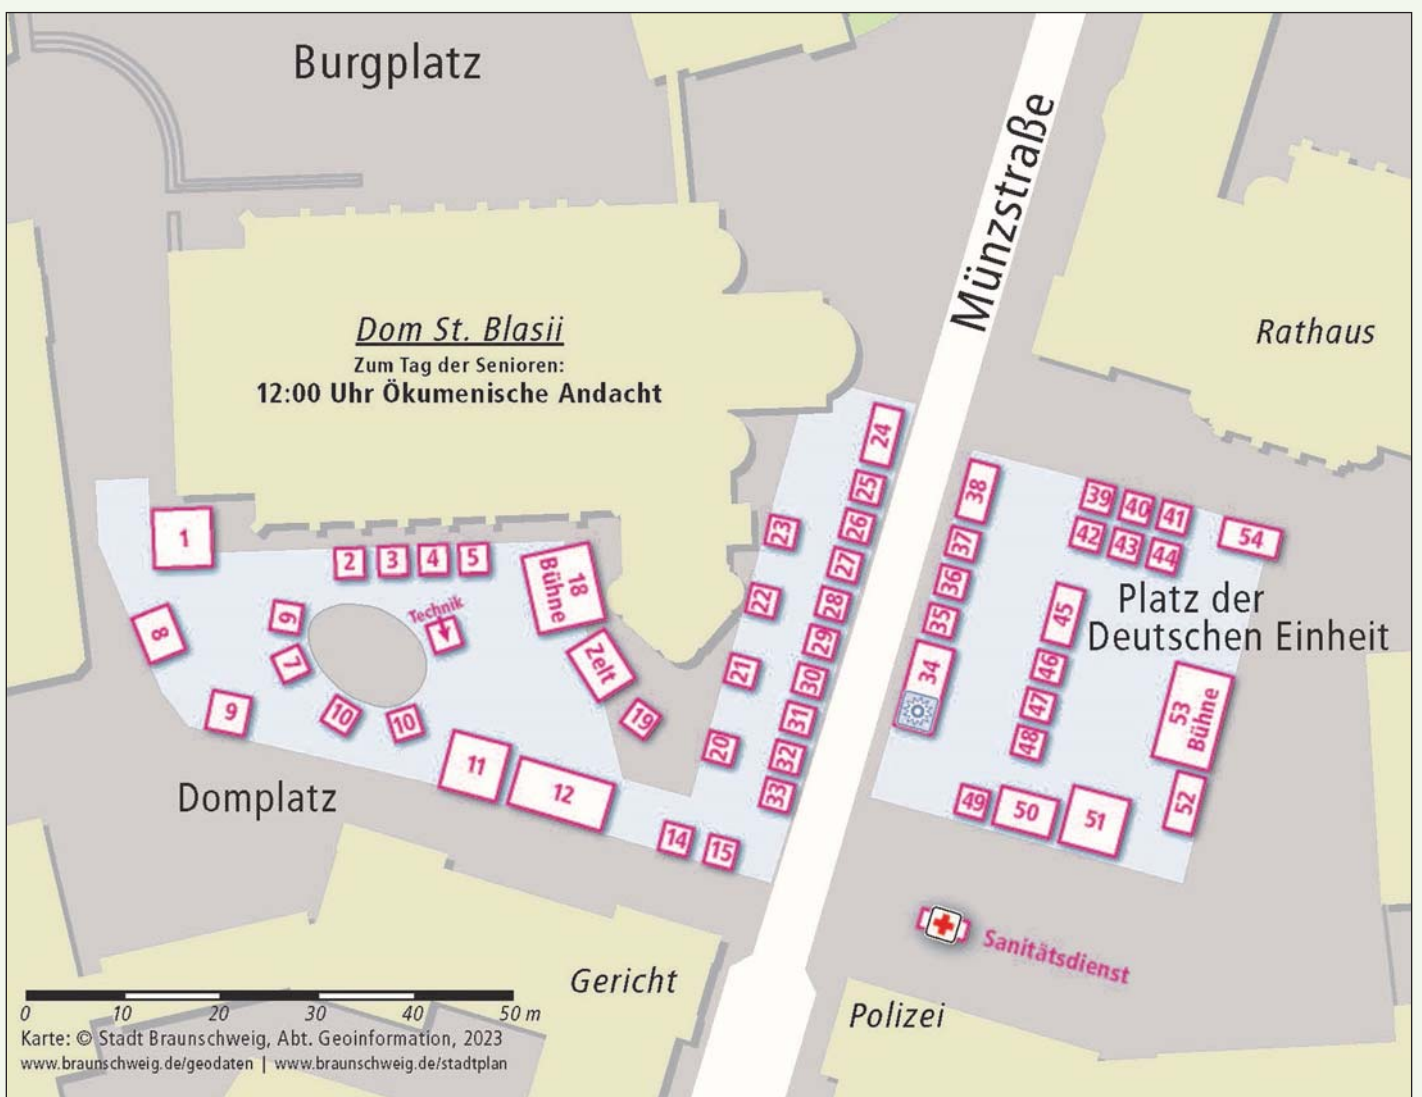 Burgplatz
Münzstraße
Rathaus
Dom St. Blasii
Zum Tag der Senioren:
12:00 Uhr Ökumenische Andacht
24
25
26
27
28
29
30
31
32
33
23
22
21
20
38
37
36
35
34
39 40 41
42 43 44
54
Platz der
Deutschen Einheit
45
46
47
48
49 50 51
53
Bühne
52
1
2 3 4 5
18
Bühne
Technik
Zelt
19
8
6
7
9
10 10
11
12
14 15
Domplatz
Sanitätsdienst
Gericht
Polizei
0 10 20 30 40 50 m
Karte: © Stadt Braunschweig, Abt. Geoinformation, 2023
www.braunschweig.de/geodaten | www.braunschweig.de/stadtplan